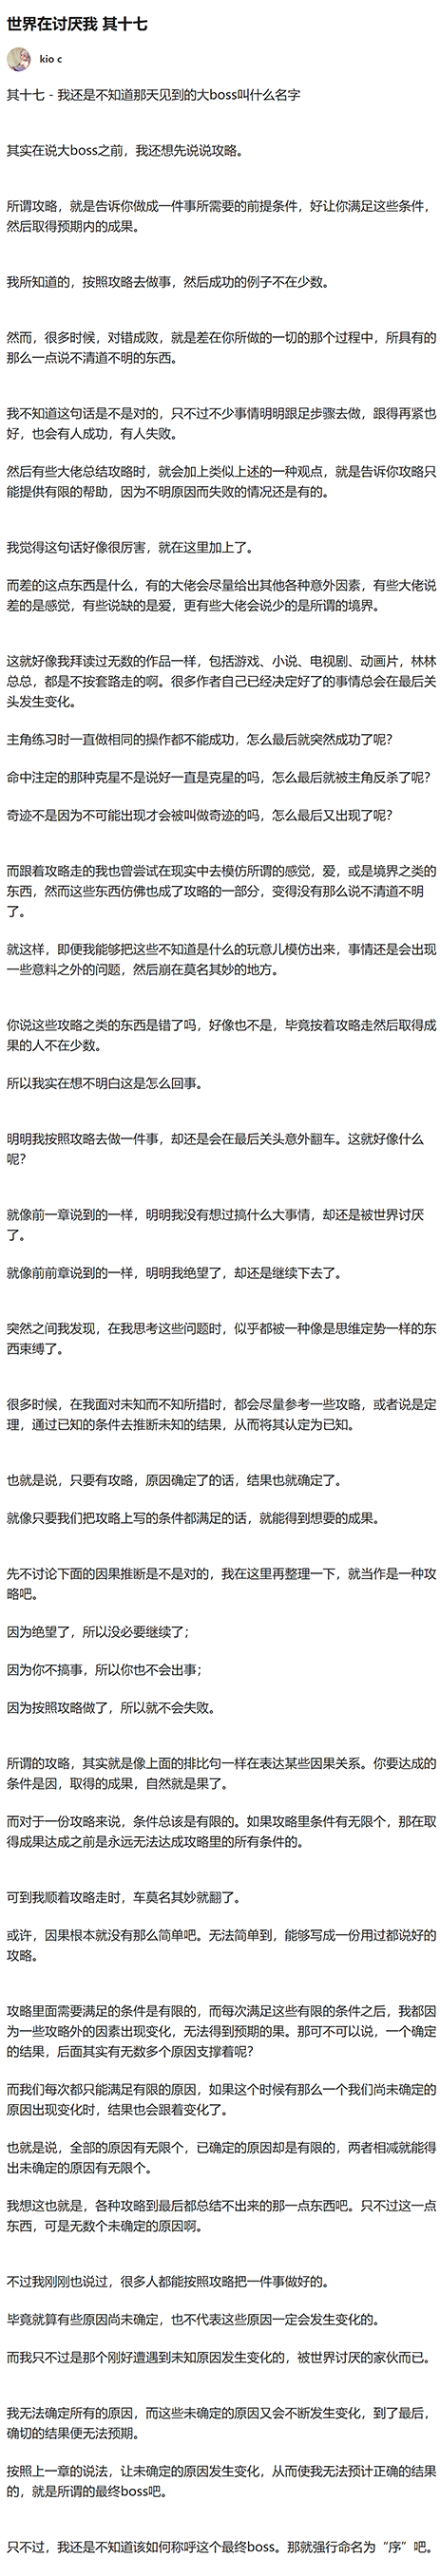 世界在讨厌我 其十七
kio c
其十七 - 我还是不知道那天见到的大boss叫什么名字
其实在说大boss之前，我还想先说说攻略。
所谓攻略，就是告诉你做成一件事所需要的前提条件，好让你满足这些条件，
然后取得预期内的成果。
我所知道的，按照攻略去做事，然后成功的例子不在少数。
然而，很多时候，对错成败，就是差在你所做的一切的那个过程中，所具有的
那么一点说不清道不明的东西。
我不知道这句话是不是对的，只不过不少事情明明跟足步骤去做，跟得再紧也
好，也会有人成功，有人失败。
然后有些大佬总结攻略时，就会加上类似上述的一种观点，就是告诉你攻略只
能提供有限的帮助，因为不明原因而失败的情况还是有的。
我觉得这句话好像很厉害，就在这里加上了。
而差的这点东西是什么，有的大佬会尽量给出其他各种意外因素，有些大佬说
差的是感觉，有些说缺的是爱，更有些大佬会说少的是所谓的境界。
这就好像我拜读过无数的作品一样，包括游戏、小说、电视剧、动画片，林林
总总，都是不按套路走的啊。很多作者自己已经决定好了的事情总会在最后关
头发生变化。
主角练习时一直做相同的操作都不能成功，怎么最后就突然成功了呢？
命中注定的那种克星不是说好一直是克星的吗，怎么最后就被主角反杀了呢？
奇迹不是因为不可能出现才会被叫做奇迹的吗，怎么最后又出现了呢？
而跟着攻略走的我也曾尝试在现实中去模仿所谓的感觉，爱，或是境界之类的
东西，然而这些东西仿佛也成了攻略的一部分，变得没有那么说不清道不明
了。
就这样，即便我能够把这些不知道是什么的玩意儿模仿出来，事情还是会出现
一些意料之外的问题，然后崩在莫名其妙的地方。
你说这些攻略之类的东西是错了吗，好像也不是，毕竟按着攻略走然后取得成
果的人不在少数。
所以我实在想不明白这是怎么回事。
明明我按照攻略去做一件事，却还是会在最后关头意外翻车。这就好像什么
呢？
就像前一章说到的一样，明明我没有想过搞什么大事情，却还是被世界讨厌
了。
就像前前章说到的一样，明明我绝望了，却还是继续下去了。
突然之间我发现，在我思考这些问题时，似乎都被一种像是思维定势一样的东
西束缚了。
很多时候，在我面对未知而不知所措时，都会尽量参考一些攻略，或者说是定
理，通过已知的条件去推断未知的结果，从而将其认定为已知。
也就是说，只要有攻略，原因确定了的话，结果也就确定了。
就像只要我们把攻略上写的条件都满足的话，就能得到想要的成果。
先不讨论下面的因果推断是不是对的，我在这里再整理一下，就当作是一种攻
略吧。
因为绝望了，所以没必要继续了；
因为你不搞事，所以你也不会出事；
因为按照攻略做了，所以就不会失败。
所谓的攻略，其实就是像上面的排比句一样在表达某些因果关系。你要达成的
条件是因，取得的成果，自然就是果了。
而对于一份攻略来说，条件总该是有限的。如果攻略里条件有无限个，那在取
得成果达成之前是永远无法达成攻略里的所有条件的。
可到我顺着攻略走时，车莫名其妙就翻了。
或许，因果根本就没有那么简单吧。无法简单到，能够写成一份用过都说好的
攻略。
攻略里面需要满足的条件是有限的，而每次满足这些有限的条件之后，我都因
为一些攻略外的因素出现变化，无法得到预期的果。那可不可以说，一个确定
的结果，后面其实有无数多个原因支撑着呢？
而我们每次都只能满足有限的原因，如果这个时候有那么一个我们尚未确定的
原因出现变化时，结果也会跟着变化了。
也就是说，全部的原因有无限个，已确定的原因却是有限的，两者相减就能得
出未确定的原因有无限个。
我想这也就是，各种攻略到最后都总结不出来的那一点东西吧。只不过这一点
东西，可是无数个未确定的原因啊。
不过我刚刚也说过，很多人都能按照攻略把一件事做好的。
毕竟就算有些原因尚未确定，也不代表这些原因一定会发生变化的。
而我只不过是那个刚好遭遇到未知原因发生变化的，被世界讨厌的家伙而已。
我无法确定所有的原因，而这些未确定的原因又会不断发生变化，到了最后，
确切的结果便无法预期。
按照上一章的说法，让未确定的原因发生变化，从而使我无法预计正确的结果
的，就是所谓的最终boss吧。
只不过，我还是不知道该如何称呼这个最终boss。那就强行命名为“序”吧。